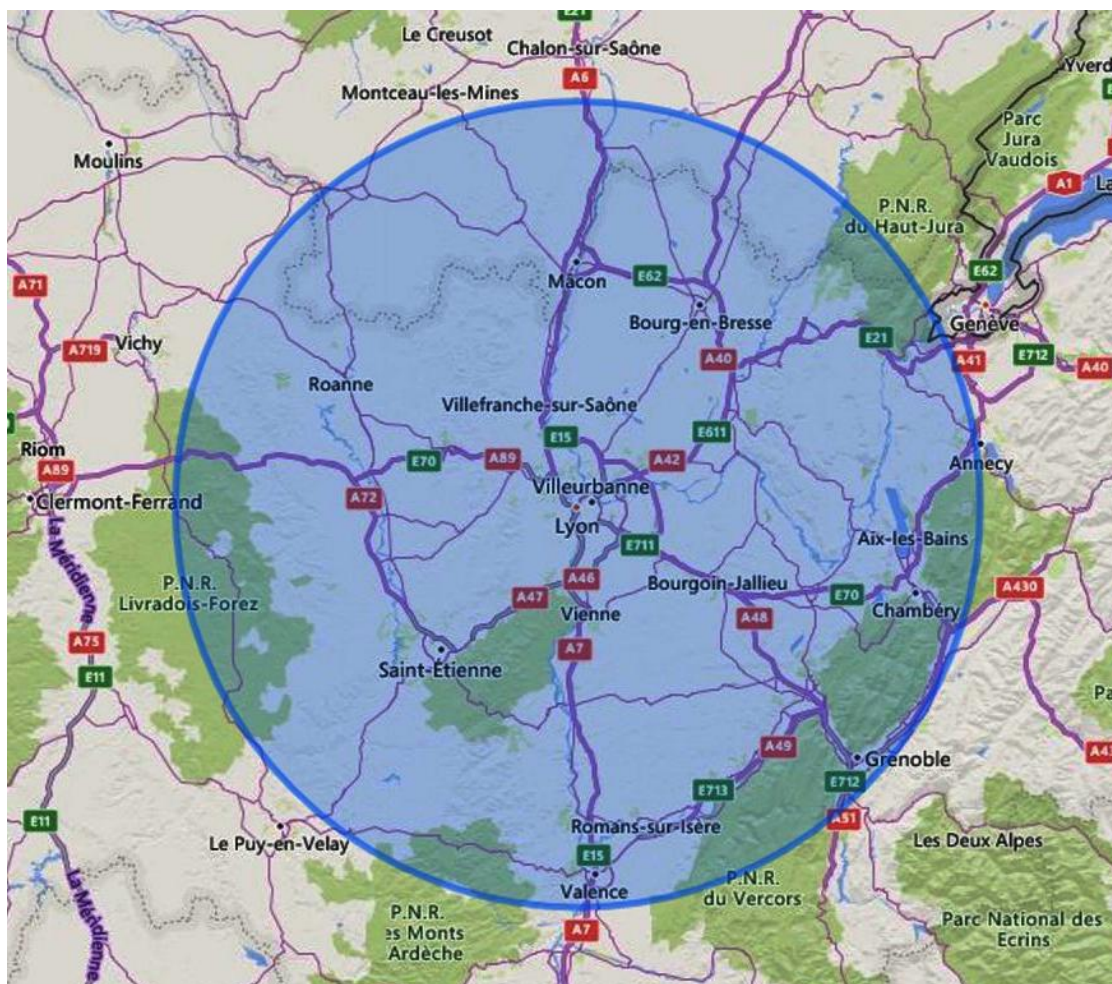 E21
Le Creusot
Chalon-sur-Saône
A6
Montceau-les-Mines
Yverd
Parc
Jura
Vaudois
Moulins
A1
La
P.N.R.
du Haut-Jura
E62
A71
Mâcon
E62
Bourg-en-Bresse
Genève
A719
Vichy
E21
A41
E712
A40
A40
Roanne
Villefranche-sur-Saône
E15
E611
Riom
A89
E70
A89
A42
Annecy
Clermont-Ferrand
A72
Villeurbanne
Lyon
Aix-les-Bains
La Méridienne
E711
P.N.R.
Livradois-Forez
A46
A47
Bourgoin-Jallieu
E70
A430
Chambéry
Vienne
A48
A75
E11
Saint-Étienne
A7
Pa
A49
A43
Grenoble
E713
E712
E11
Romans-sur-Isère
A51
Le Puy-en-Velay
Les Deux Alpes
E15
Valence
P.N.R.
du Vercors
La Méridienne
P.N.R.
es Monts
Ardèche
A7
Parc National des
Ecrins